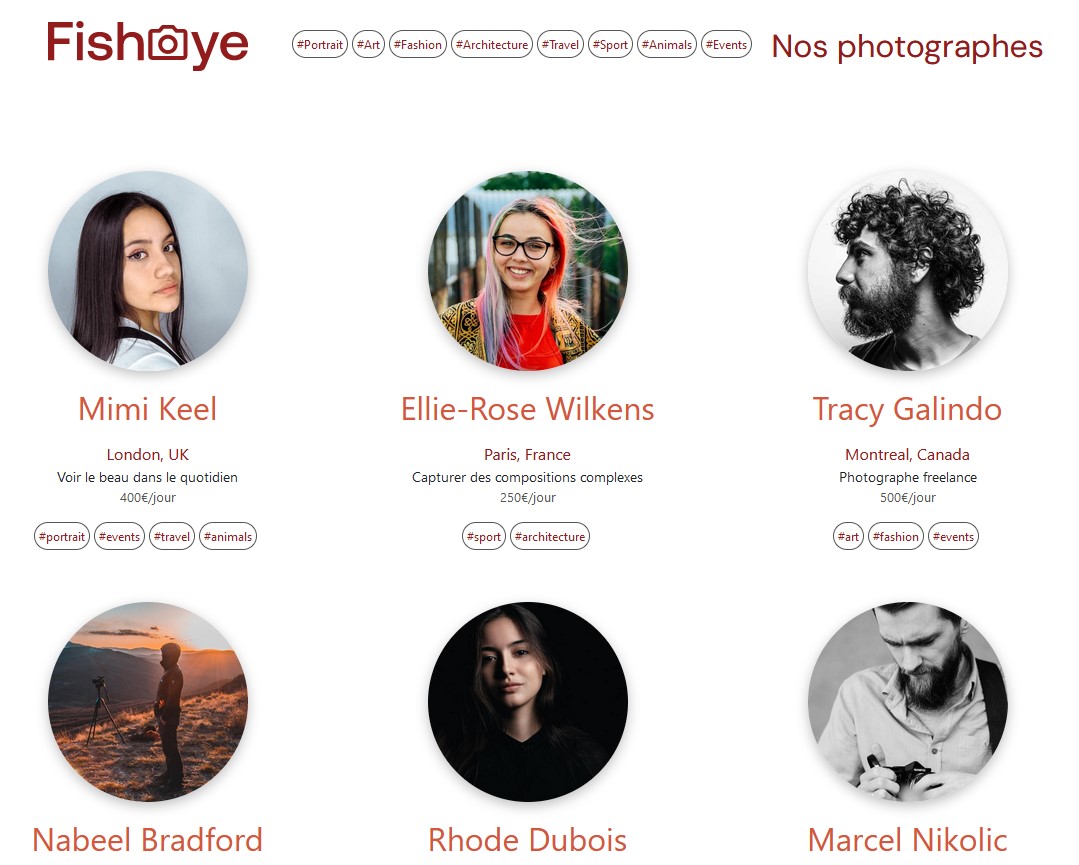 Fisheye
#Portrait #Art #Fashion #Architecture #Travel #Sport #Animals #Events
Nos photographes
Mimi Keel
London, UK
Voir le beau dans le quotidien
400€/jour
#portrait #events #travel #animals
Ellie-Rose Wilkens
Paris, France
Capturer des compositions complexes
250€/jour
#sport #architecture
Tracy Galindo
Montreal, Canada
Photographe freelance
500€/jour
#art #fashion #events
Nabeel Bradford
Rhode Dubois
Marcel Nikolic